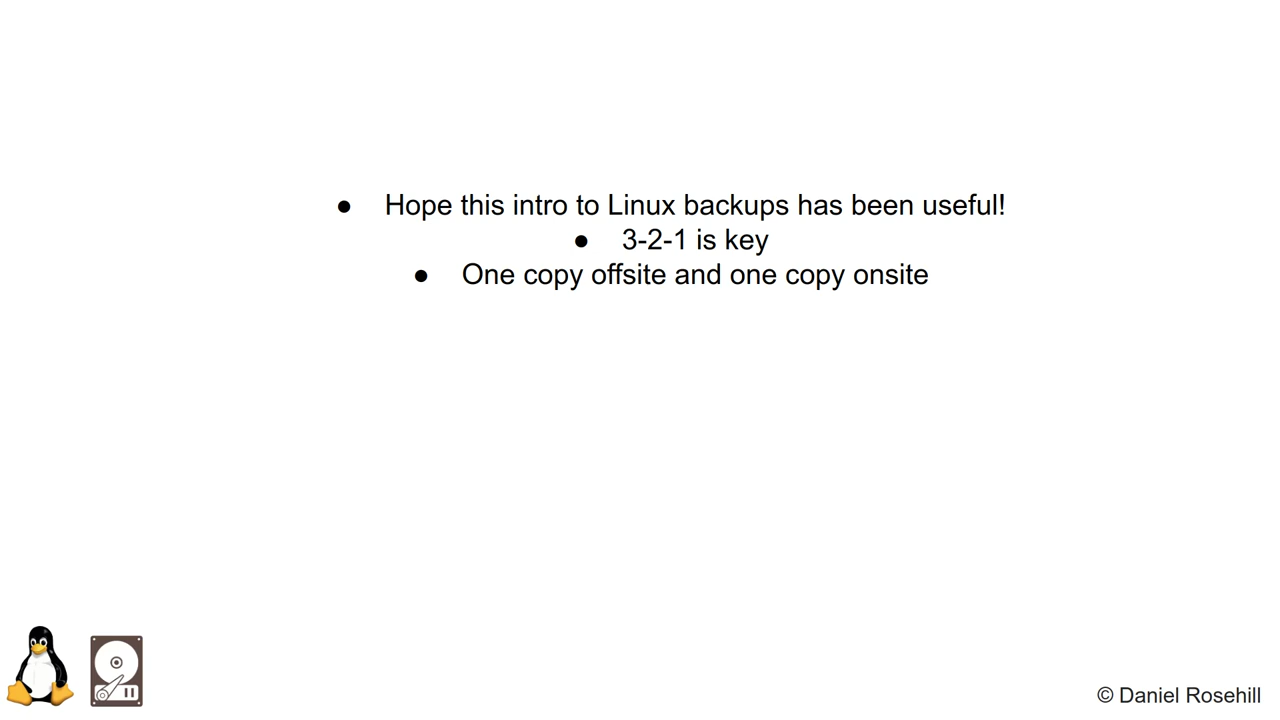 ● Hope this intro to Linux backups has been useful!
● 3-2-1 is key
● One copy offsite and one copy onsite
© Daniel Rosehill